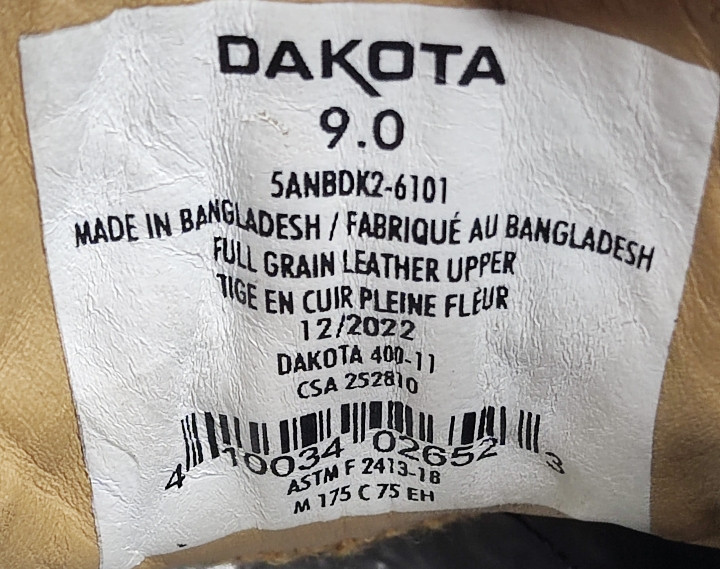 DAKOTA
9.0
5ANBDK2-6101
MADE IN BANGLADESH / FABRIQUÉ AU BANGLADESH
FULL GRAIN LEATHER UPPER
TIGE EN CUIR PLEINE FLEUR
12/2022
DAKOTA 400-11
CSA 252810
4 10034 02652 3
ASTM F 2413-18
M 175 C 75 EH